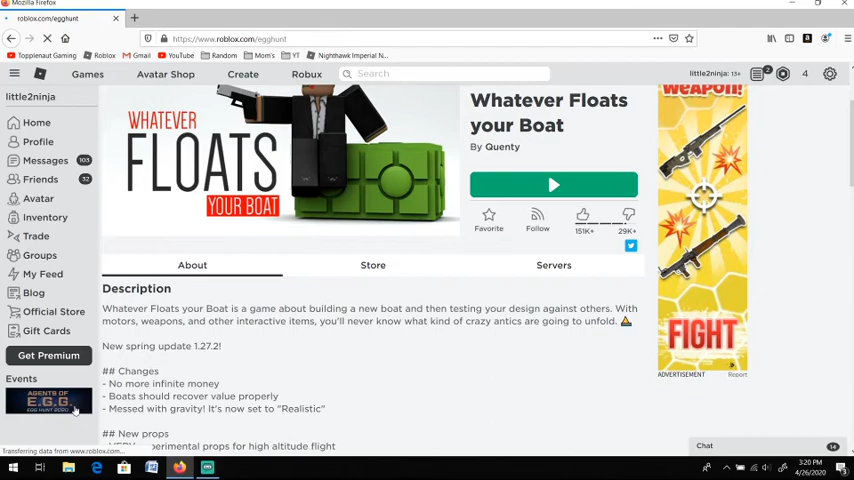 Mozilla Firefox
roblox.com/egghunt
https://www.roblox.com/egghunt
Topplenaut Gaming
Roblox
Gmail
YouTube
Random
Mom's
YT
Nighthawk Imperial N...
Games
Avatar Shop
Create
Robux
Search
little2ninja: 13+
2
4
little2ninja
Home
Profile
Messages 103
Friends 32
Avatar
Inventory
Trade
Groups
My Feed
Blog
Official Store
Gift Cards
Get Premium
Events
AGENTS OF
E.G.G.
EGG HUNT 2020
Transferring data from www.roblox.com...
WHATEVER
FLOATS
YOUR BOAT
Whatever Floats
your Boat
By Quenty
Favorite
Follow
151K+
29K+
About
Store
Servers
Description
Whatever Floats your Boat is a game about building a new boat and then testing your design against others. With
motors, weapons, and other interactive items, you'll never know what kind of crazy antics are going to unfold.
New spring update 1.27.2!
## Changes
- No more infinite money
- Boats should recover value properly
- Messed with gravity! It's now set to "Realistic"
## New props
experimental props for high altitude flight
weapon!
FIGHT
ADVERTISEMENT
Report
Chat
14
3:20 PM
4/26/2020
3